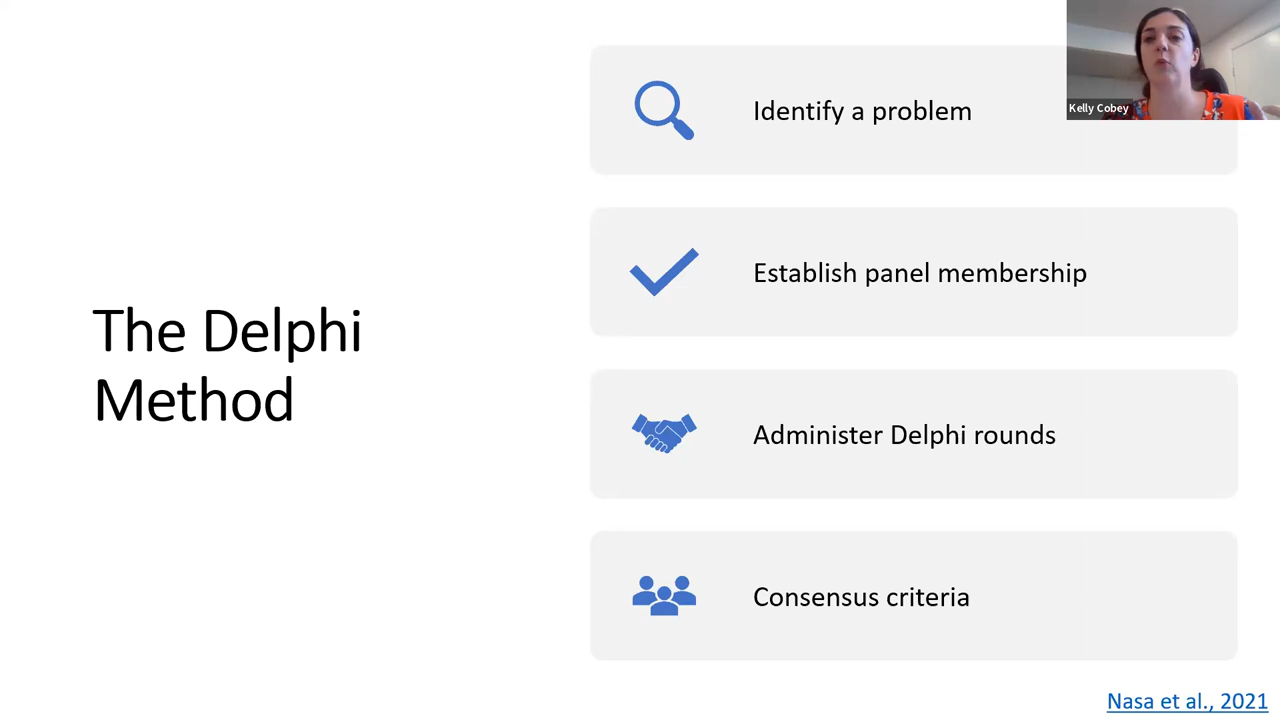 The Delphi
Method
Identify a problem
Establish panel membership
Administer Delphi rounds
Consensus criteria
Kelly Cobey
Nasa et al., 2021